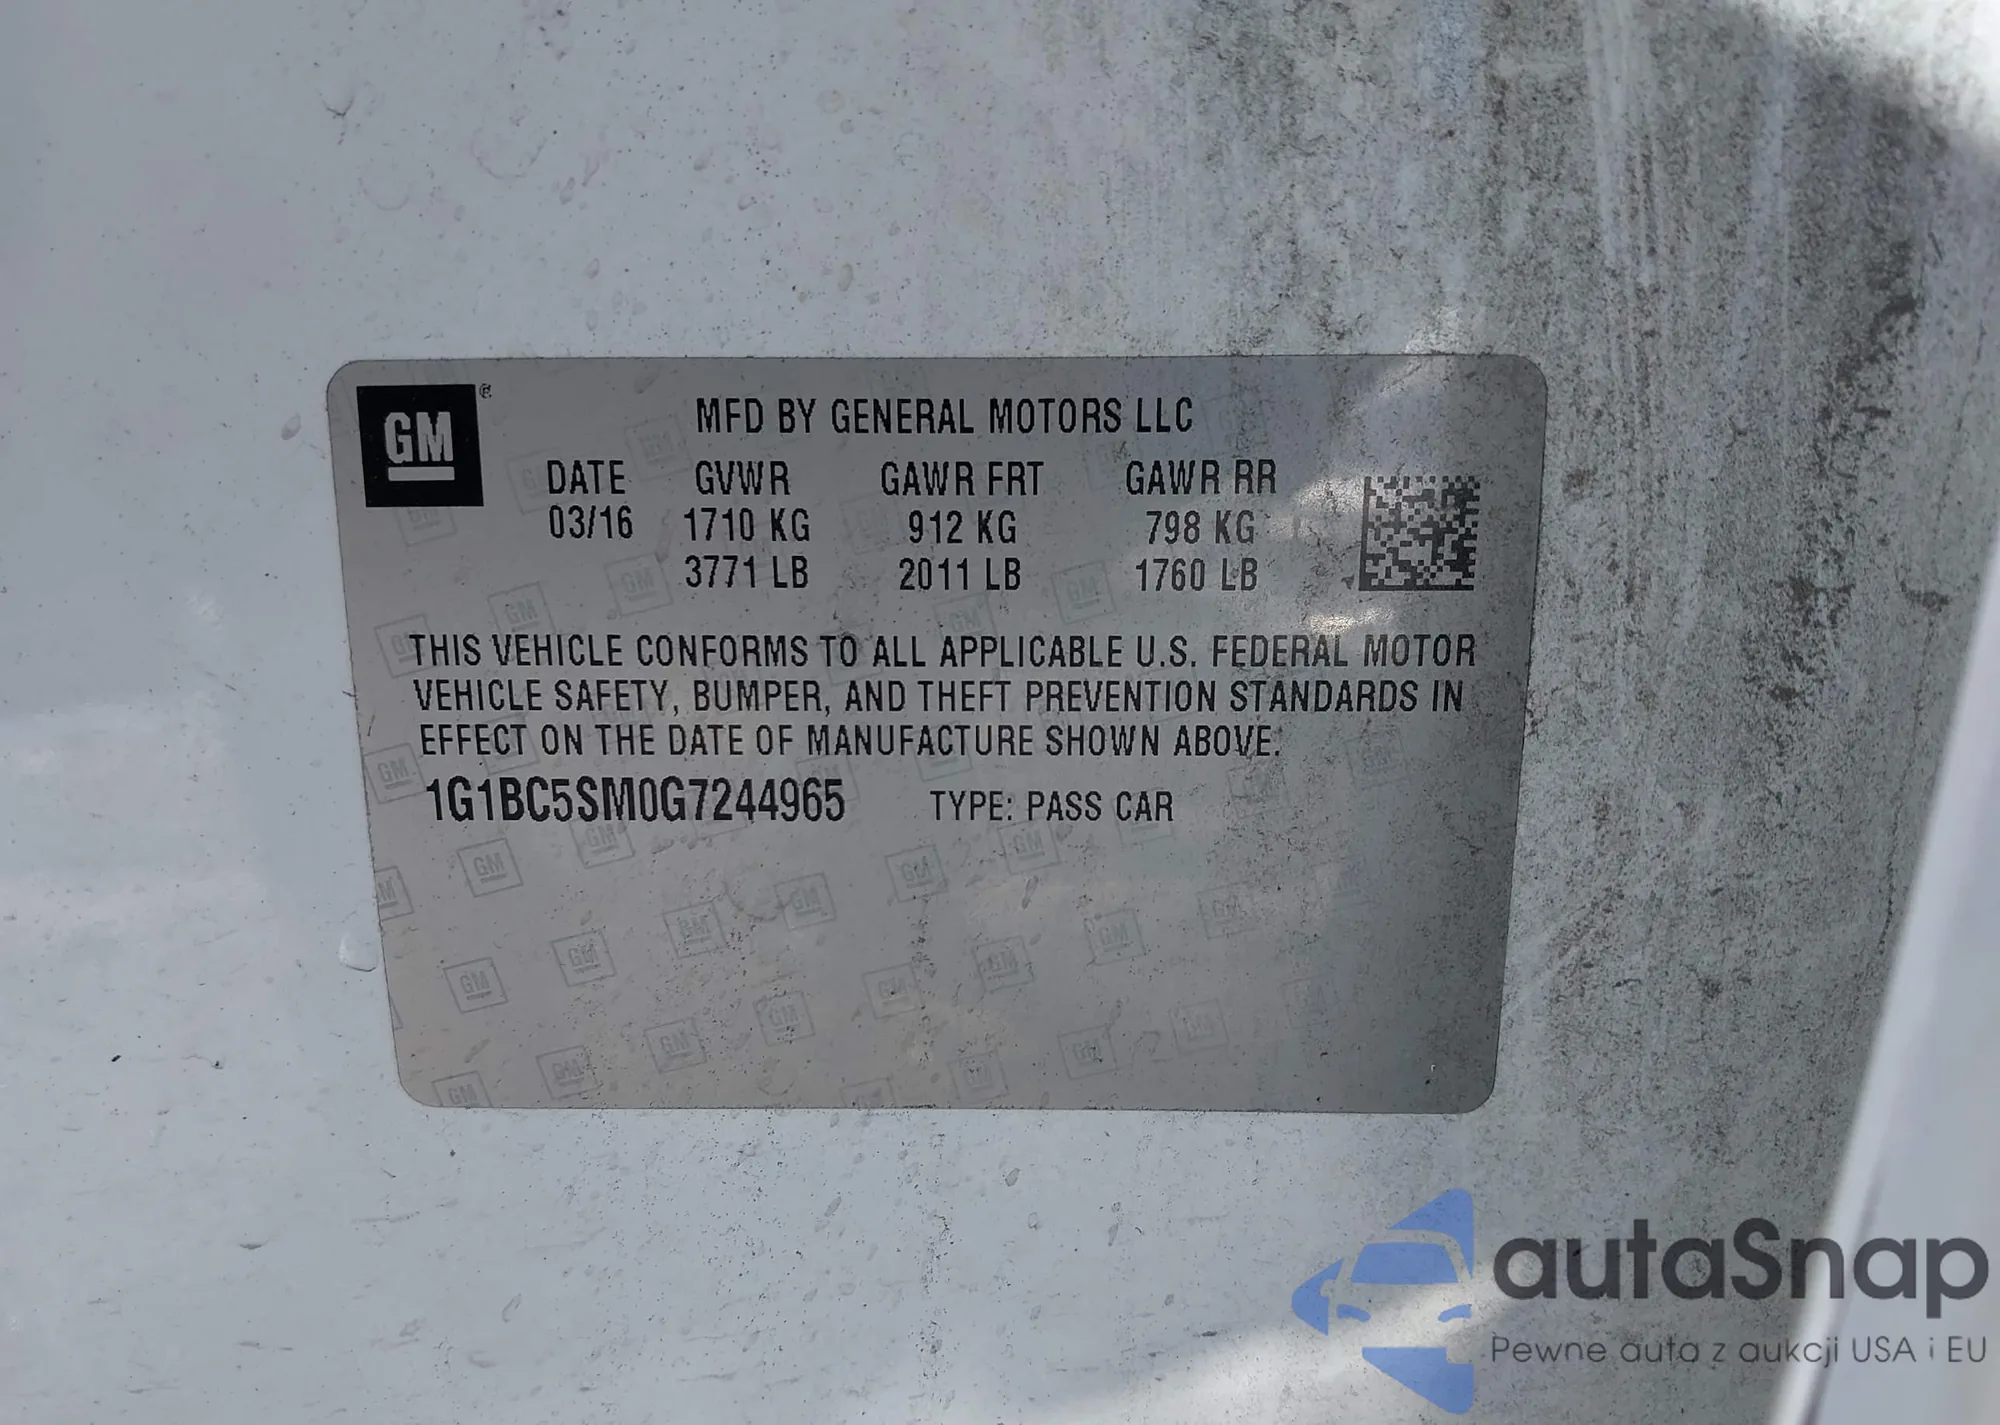 GM ®
MFD BY GENERAL MOTORS LLC
DATE GVWR GAWR FRT GAWR RR
03/16 1710 KG 912 KG 798 KG
3771 LB 2011 LB 1760 LB
THIS VEHICLE CONFORMS TO ALL APPLICABLE U.S. FEDERAL MOTOR
VEHICLE SAFETY, BUMPER, AND THEFT PREVENTION STANDARDS IN
EFFECT ON THE DATE OF MANUFACTURE SHOWN ABOVE.
1G1BC5SM0G7244965 TYPE: PASS CAR
autaSnap
Pewne auta z aukcji USA i EU